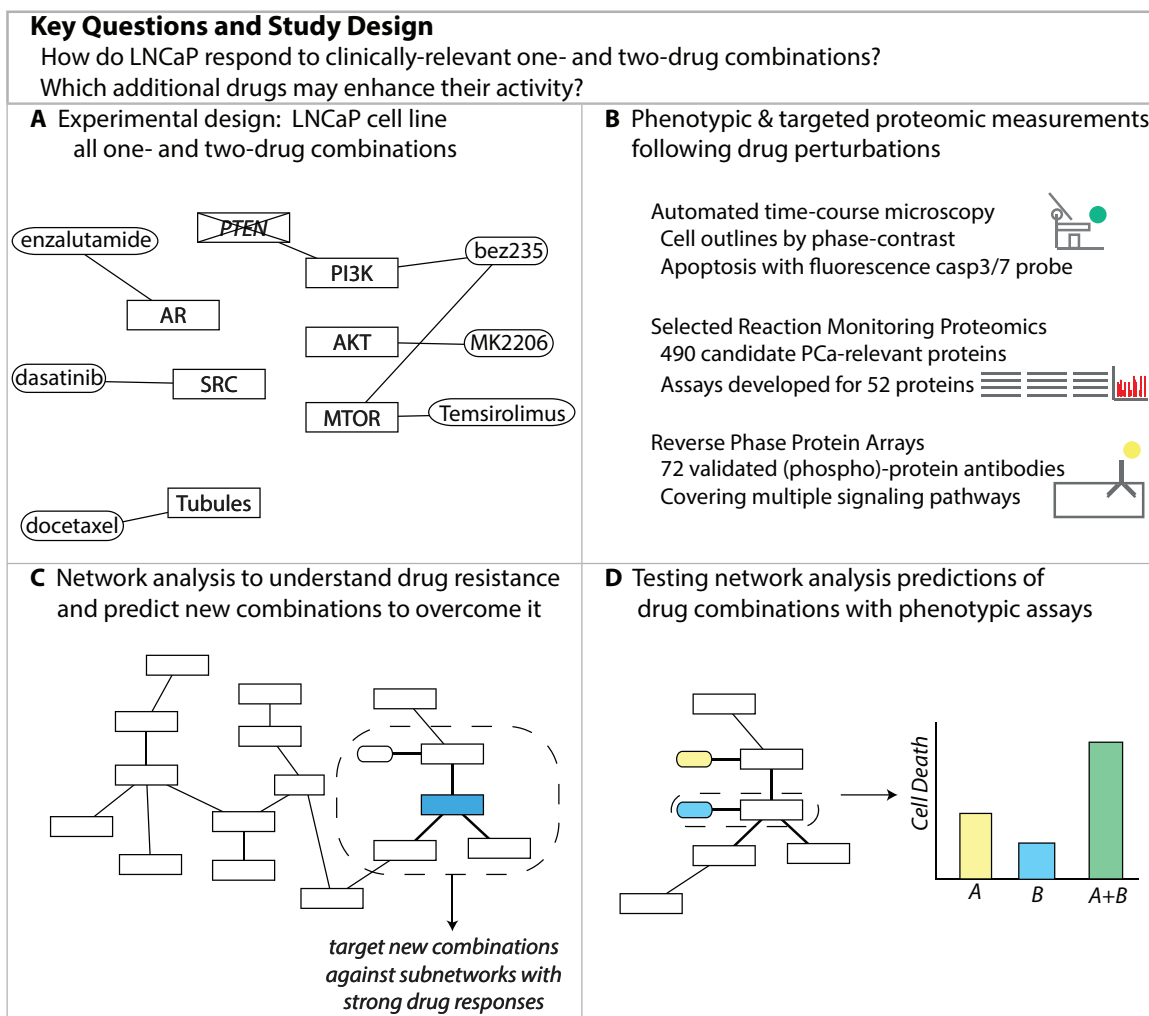 Key Questions and Study Design
How do LNCaP respond to clinically-relevant one- and two-drug combinations?
Which additional drugs may enhance their activity?
A Experimental design: LNCaP cell line
all one- and two-drug combinations
enzalutamide
PTEN
bez235
PI3K
AR
AKT
MK2206
dasatinib
SRC
MTOR
Temsirolimus
Tubules
docetaxel
B Phenotypic & targeted proteomic measurements
following drug perturbations
Automated time-course microscopy
Cell outlines by phase-contrast
Apoptosis with fluorescence casp3/7 probe
Selected Reaction Monitoring Proteomics
490 candidate PCa-relevant proteins
Assays developed for 52 proteins
Reverse Phase Protein Arrays
72 validated (phospho)-protein antibodies
Covering multiple signaling pathways
C Network analysis to understand drug resistance
and predict new combinations to overcome it
target new combinations
against subnetworks with
strong drug responses
D Testing network analysis predictions of
drug combinations with phenotypic assays
Cell Death
A
B
A+B